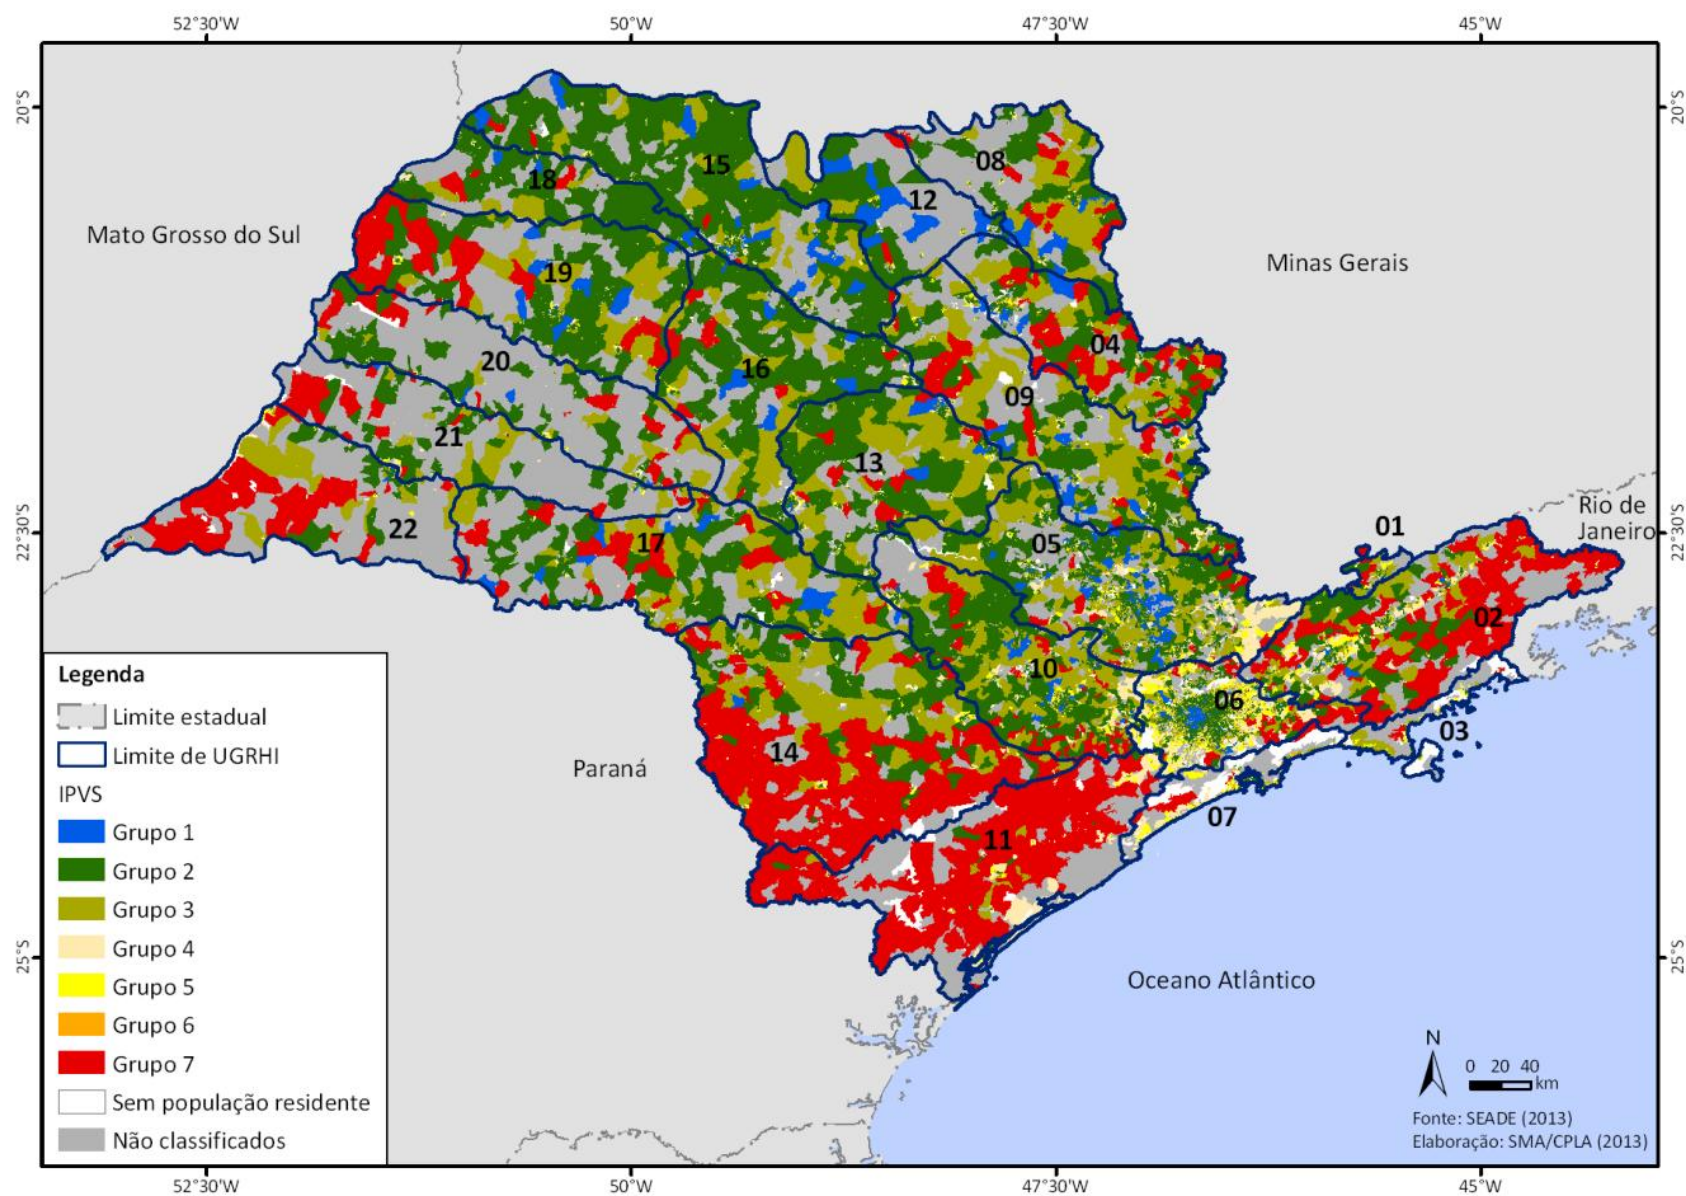 52°30'W
50°W
47°30'W
45°W
20°S
20°S
08
15
18
12
Mato Grosso do Sul
Minas Gerais
19
04
20
16
09
21
13
Rio de
Janeiro
22°30'S
22°30'S
01
22
17
05
02
10
06
03
14
07
11
Paraná
Legenda
Limite estadual
Limite de UGRHI
IPVS
Grupo 1
Grupo 2
Grupo 3
Grupo 4
Grupo 5
Grupo 6
Grupo 7
Sem população residente
Não classificados
25°S
25°S
Oceano Atlântico
N
0 20 40
km
Fonte: SEADE (2013)
Elaboração: SMA/CPLA (2013)
52°30'W
50°W
47°30'W
45°W